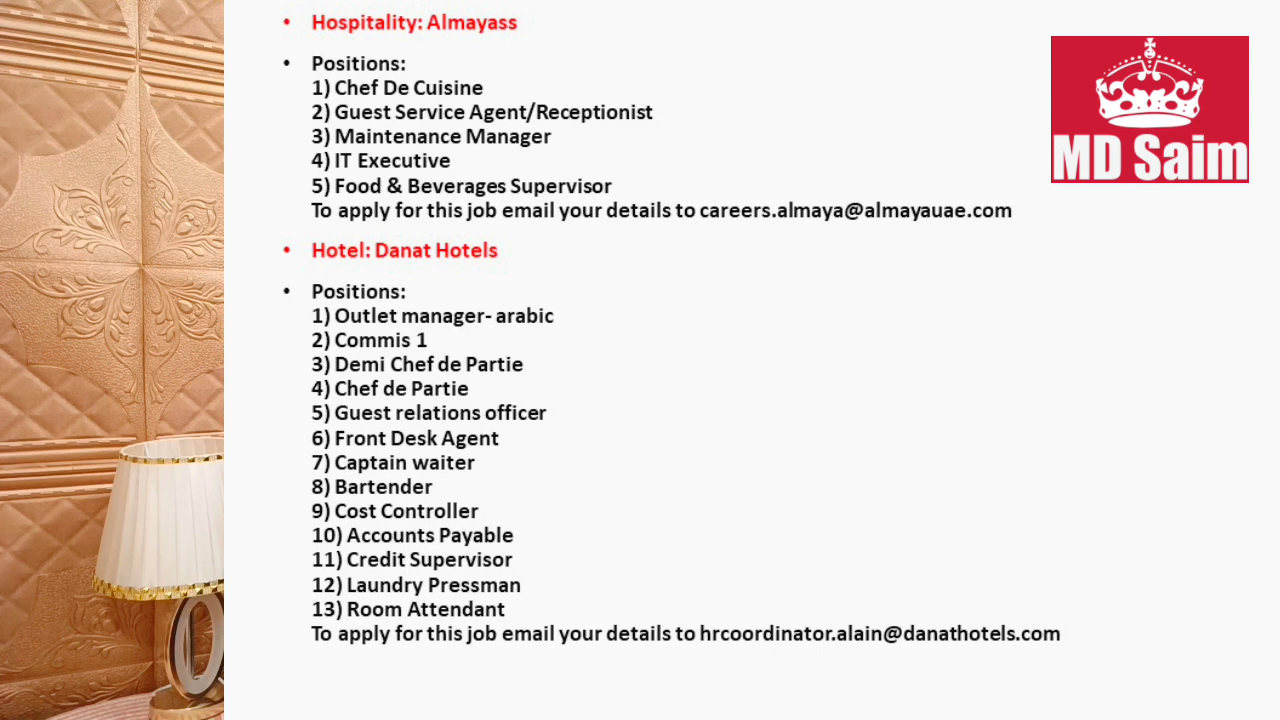 • Hospitality: Almayass
• Positions:
1) Chef De Cuisine
2) Guest Service Agent/Receptionist
3) Maintenance Manager
4) IT Executive
5) Food & Beverages Supervisor
To apply for this job email your details to careers.almaya@almayauae.com
• Hotel: Danat Hotels
• Positions:
1) Outlet manager- arabic
2) Commis 1
3) Demi Chef de Partie
4) Chef de Partie
5) Guest relations officer
6) Front Desk Agent
7) Captain waiter
8) Bartender
9) Cost Controller
10) Accounts Payable
11) Credit Supervisor
12) Laundry Pressman
13) Room Attendant
To apply for this job email your details to hrcoordinator.alain@danathotels.com
MD Saim